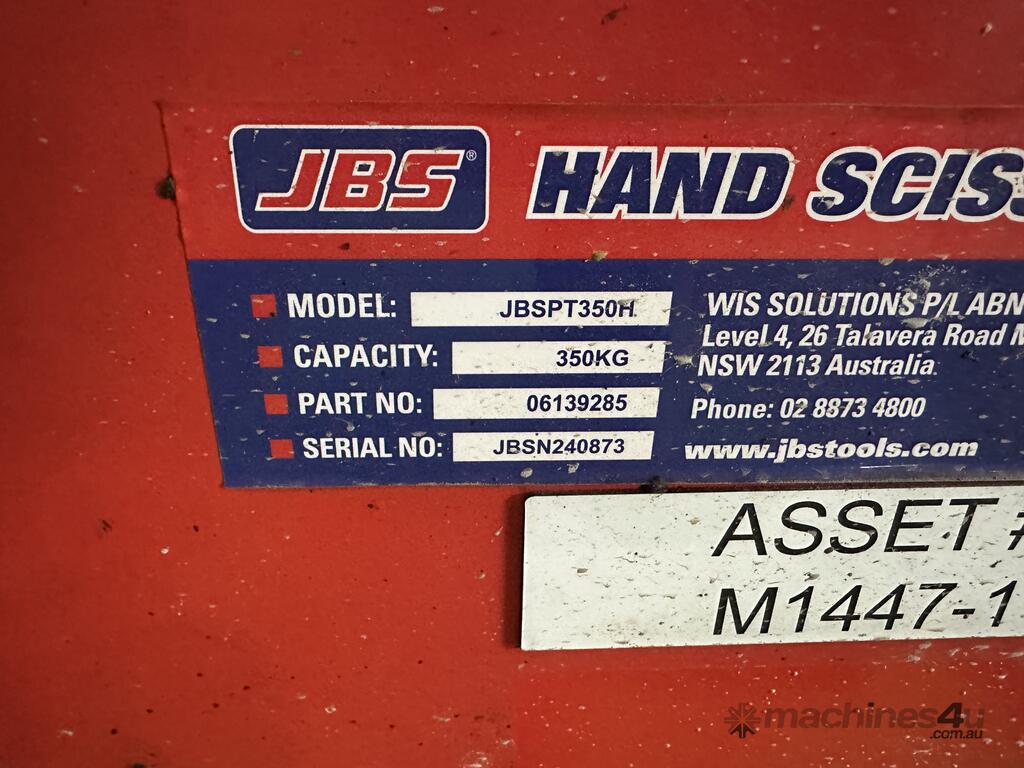 JBS® HAND SCISS
MODEL: JBSPT350H
CAPACITY: 350KG
PART NO: 06139285
SERIAL NO: JBSN240873
WIS SOLUTIONS P/L ABN
Level 4, 26 Talavera Road M
NSW 2113 Australia
Phone: 02 8873 4800
www.jbstools.com
ASSET #
M1447-1
machines4u
.com.au